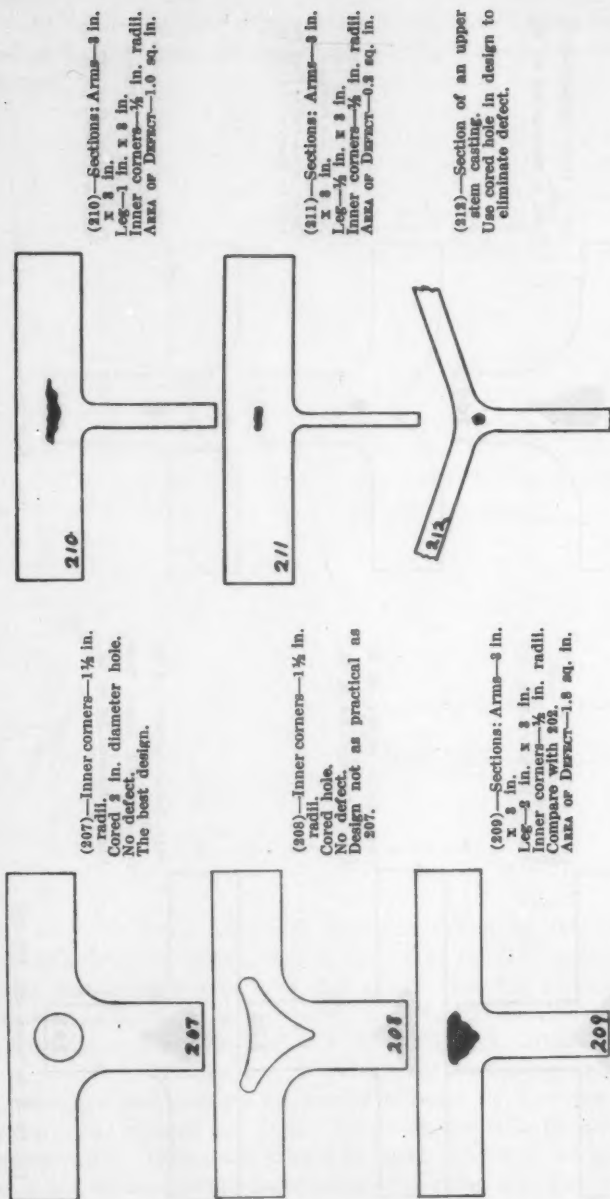 207
(207)—Inner corners—1½ in.
radii.
Cored 2 in. diameter hole.
No defect.
The best design.
208
(208)—Inner corners—1½ in.
radii.
Cored hole.
No defect.
Design not as practical as
207.
209
(209)—Sections: Arms—3 in.
x 3 in.
Leg—2 in. x 3 in.
Inner corners—½ in. radii.
Compare with 202.
AREA OF DEFECT—1.8 sq. in.
210
(210)—Sections: Arms—3 in.
x 3 in.
Leg—1 in. x 3 in.
Inner corners—½ in. radii.
AREA OF DEFECT—1.0 sq. in.
211
(211)—Sections: Arms—3 in.
x 3 in.
Leg—½ in. x 3 in.
Inner corners—½ in. radii.
AREA OF DEFECT—0.2 sq. in.
212
(212)—Section of an upper
stem casting.
Use cored hole in design to
eliminate defect.